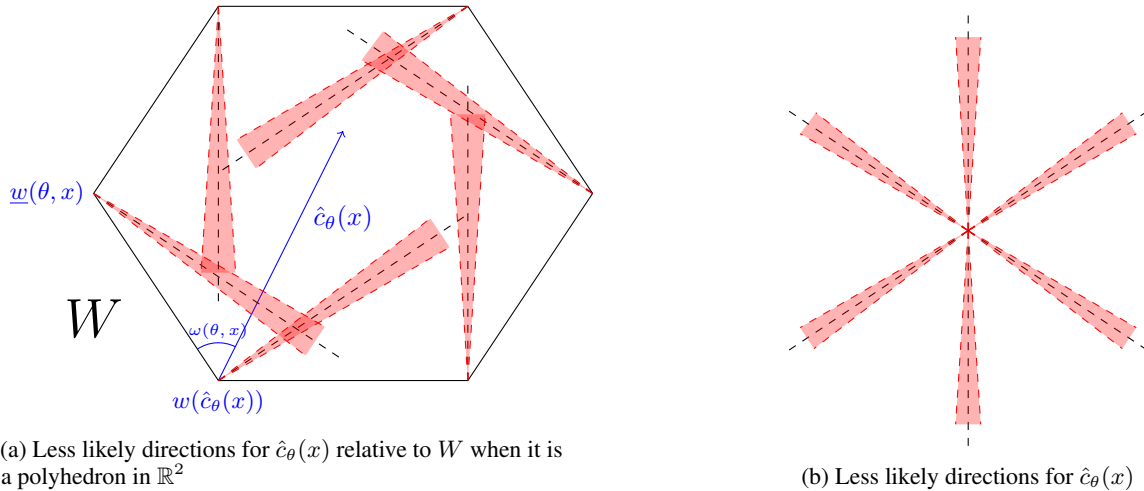 w̲(θ, x)
ĉ_θ(x)
W
ω(θ, x)
w(ĉ_θ(x))
(a) Less likely directions for ĉ_θ(x) relative to W when it is
a polyhedron in ℝ²
(b) Less likely directions for ĉ_θ(x)